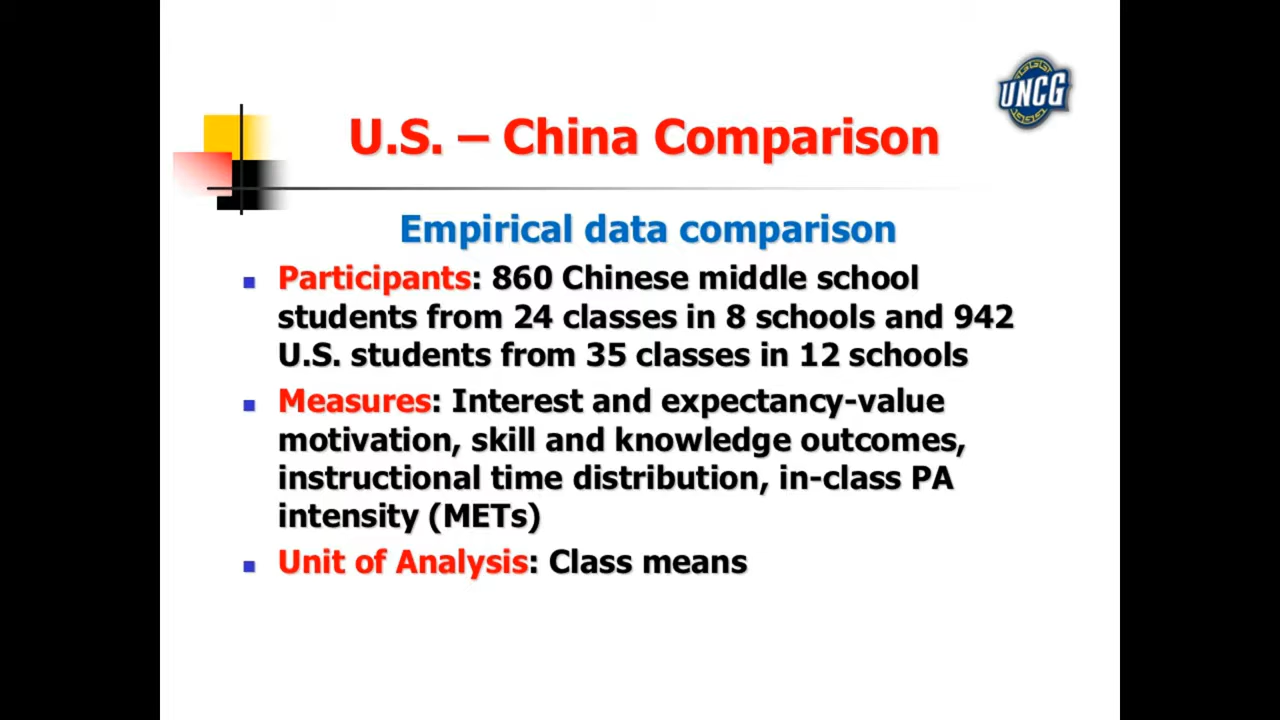 UNCG
U.S. – China Comparison
Empirical data comparison
Participants: 860 Chinese middle school
students from 24 classes in 8 schools and 942
U.S. students from 35 classes in 12 schools
Measures: Interest and expectancy-value
motivation, skill and knowledge outcomes,
instructional time distribution, in-class PA
intensity (METs)
Unit of Analysis: Class means